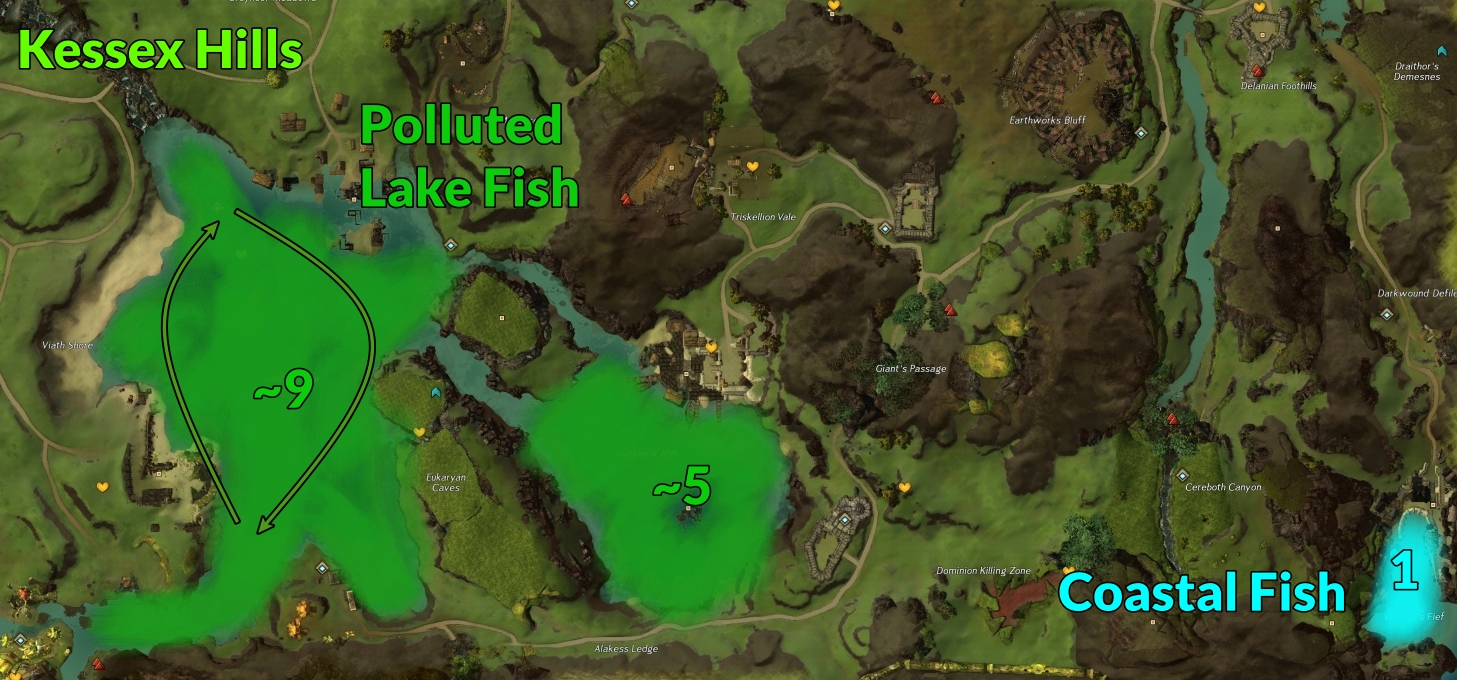 Kessex Hills
Polluted
Lake Fish
Draithor's
Demesnes
Delanian Foothills
Earthworks Bluff
Triskellion Vale
Darkwound Defile
Viath Shore
Giant's Passage
~9
Eukaryan
Caves
~5
Cereboth Canyon
Dominion Killing Zone
Coastal Fish
1
Fief
Alakess Ledge